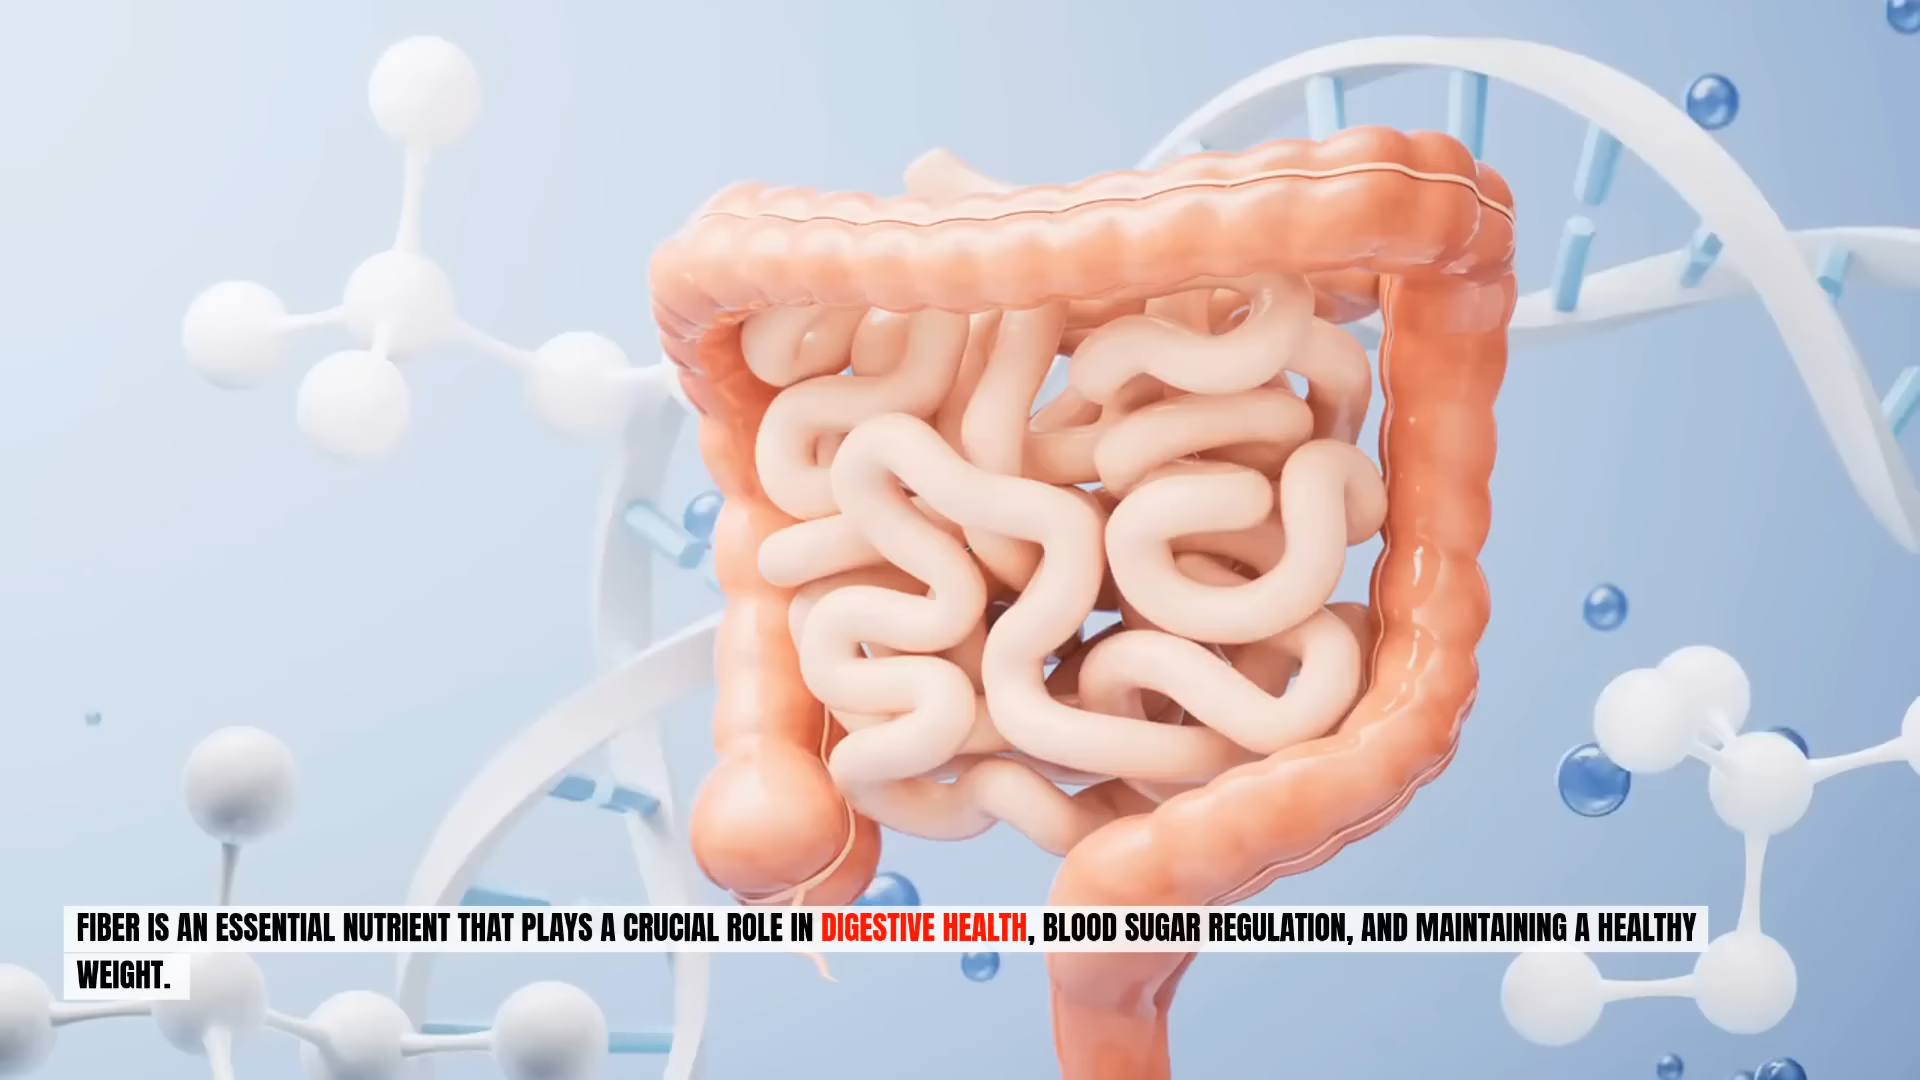 FIBER IS AN ESSENTIAL NUTRIENT THAT PLAYS A CRUCIAL ROLE IN DIGESTIVE HEALTH, BLOOD SUGAR REGULATION, AND MAINTAINING A HEALTHY
WEIGHT.